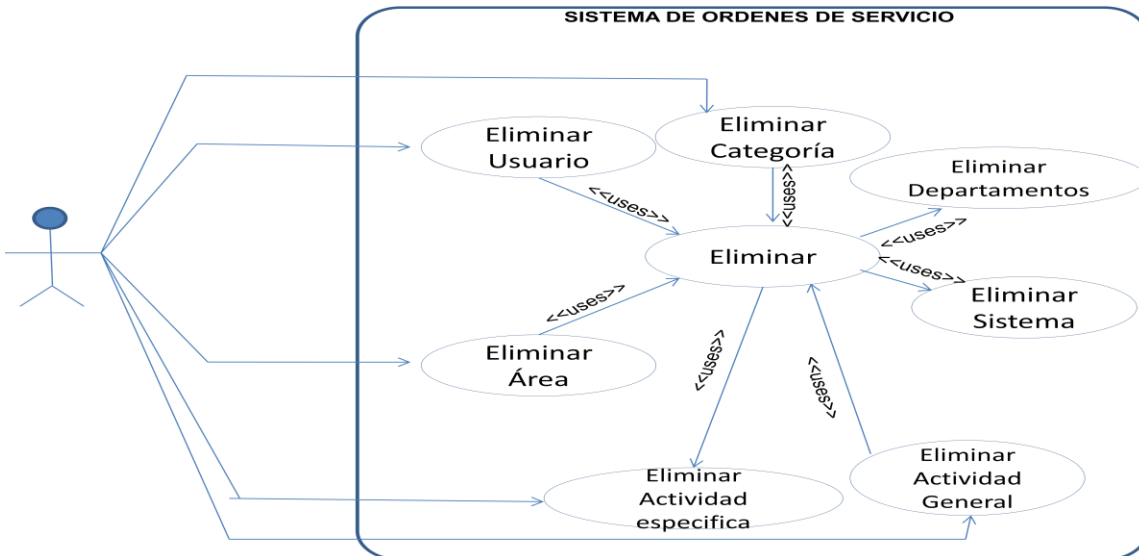 SISTEMA DE ORDENES DE SERVICIO
Eliminar
Usuario
Eliminar
Categoría
Eliminar
Departamentos
<<uses>>
<<uses>>
<<uses>>
Eliminar
<<uses>>
Eliminar
Sistema
<<uses>>
Eliminar
Área
<<uses>>
<<uses>>
Eliminar
Actividad
especifica
Eliminar
Actividad
General